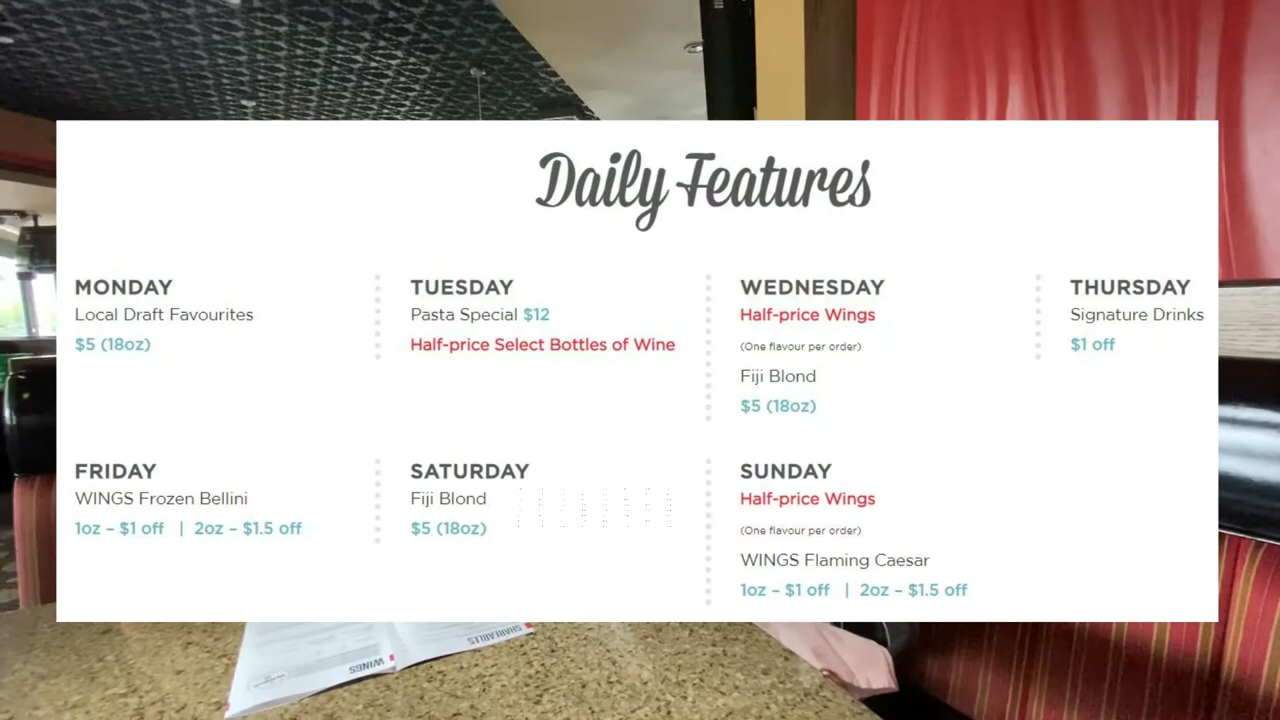 Daily Features
MONDAY
Local Draft Favourites
$5 (18oz)
TUESDAY
Pasta Special $12
Half-price Select Bottles of Wine
WEDNESDAY
Half-price Wings
(One flavour per order)
Fiji Blond
$5 (18oz)
THURSDAY
Signature Drinks
$1 off
FRIDAY
WINGS Frozen Bellini
1oz – $1 off | 2oz – $1.5 off
SATURDAY
Fiji Blond
$5 (18oz)
SUNDAY
Half-price Wings
(One flavour per order)
WINGS Flaming Caesar
1oz – $1 off | 2oz – $1.5 off
SHAREABLES
WINGS